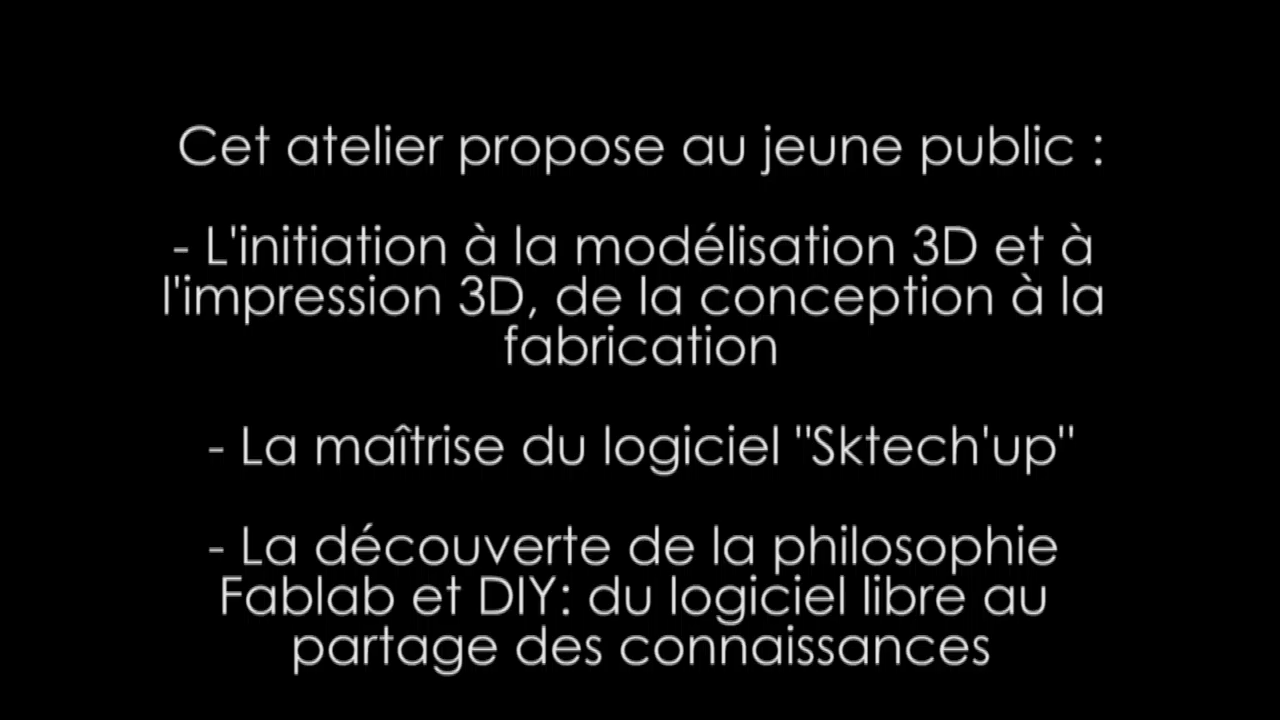 Cet atelier propose au jeune public :
- L'initiation à la modélisation 3D et à
l'impression 3D, de la conception à la
fabrication
- La maîtrise du logiciel "Sktech'up"
- La découverte de la philosophie
Fablab et DIY: du logiciel libre au
partage des connaissances